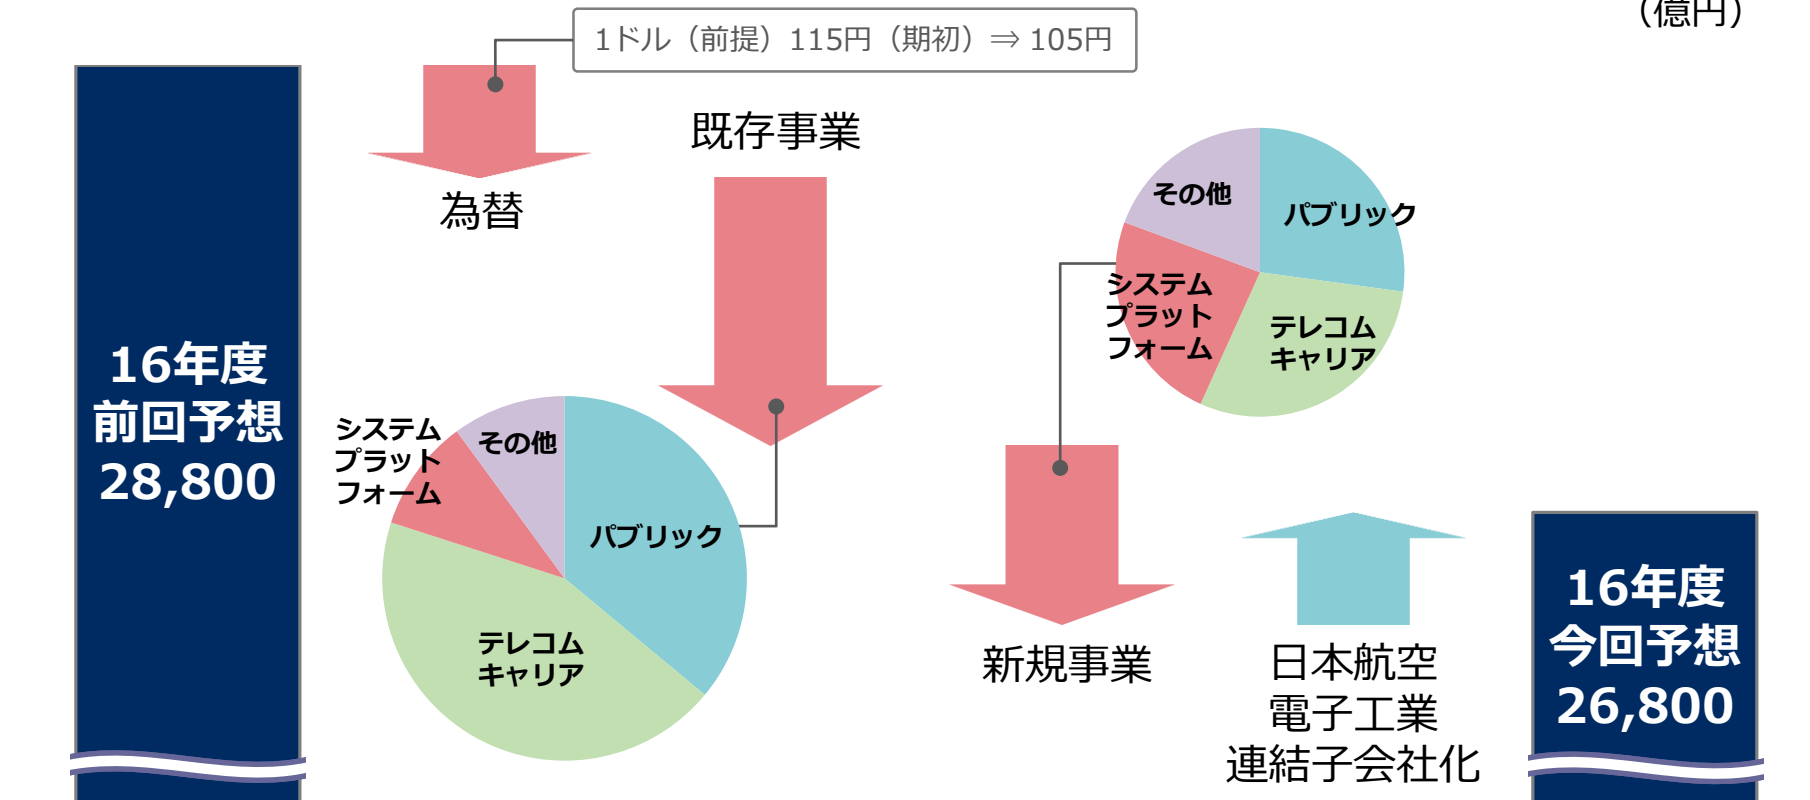 （億円）
1ドル（前提）115円（期初）⇒ 105円
為替
既存事業
その他
パブリック
システム
プラット
フォーム
テレコム
キャリア
16年度
前回予想
28,800
システム
プラット
フォーム
その他
パブリック
テレコム
キャリア
新規事業
日本航空
電子工業
連結子会社化
16年度
今回予想
26,800